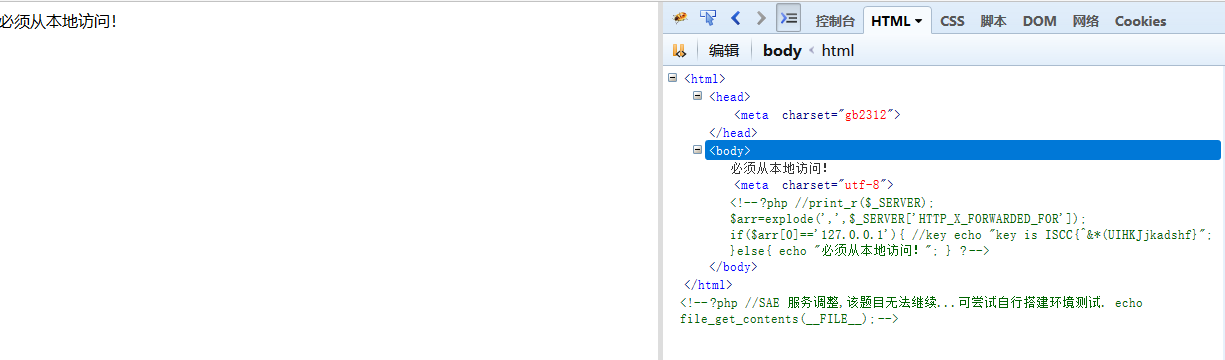 必须从本地访问!
控制台 HTML CSS 脚本 DOM 网络 Cookies
编辑 body < html
<html>
<head>
<meta charset="gb2312">
</head>
<body>
必须从本地访问!
<meta charset="utf-8">
<!--?php //print_r($_SERVER);
$arr=explode(',',$_SERVER['HTTP_X_FORWARDED_FOR']);
if($arr[0]=='127.0.0.1'){ //key echo "key is ISCC{^&*(UIHKJjkadshf}";
}else{ echo "必须从本地访问! "; } ?-->
</body>
</html>
<!--?php //SAE 服务调整,该题目无法继续...可尝试自行搭建环境测试. echo
file_get_contents(__FILE__);-->